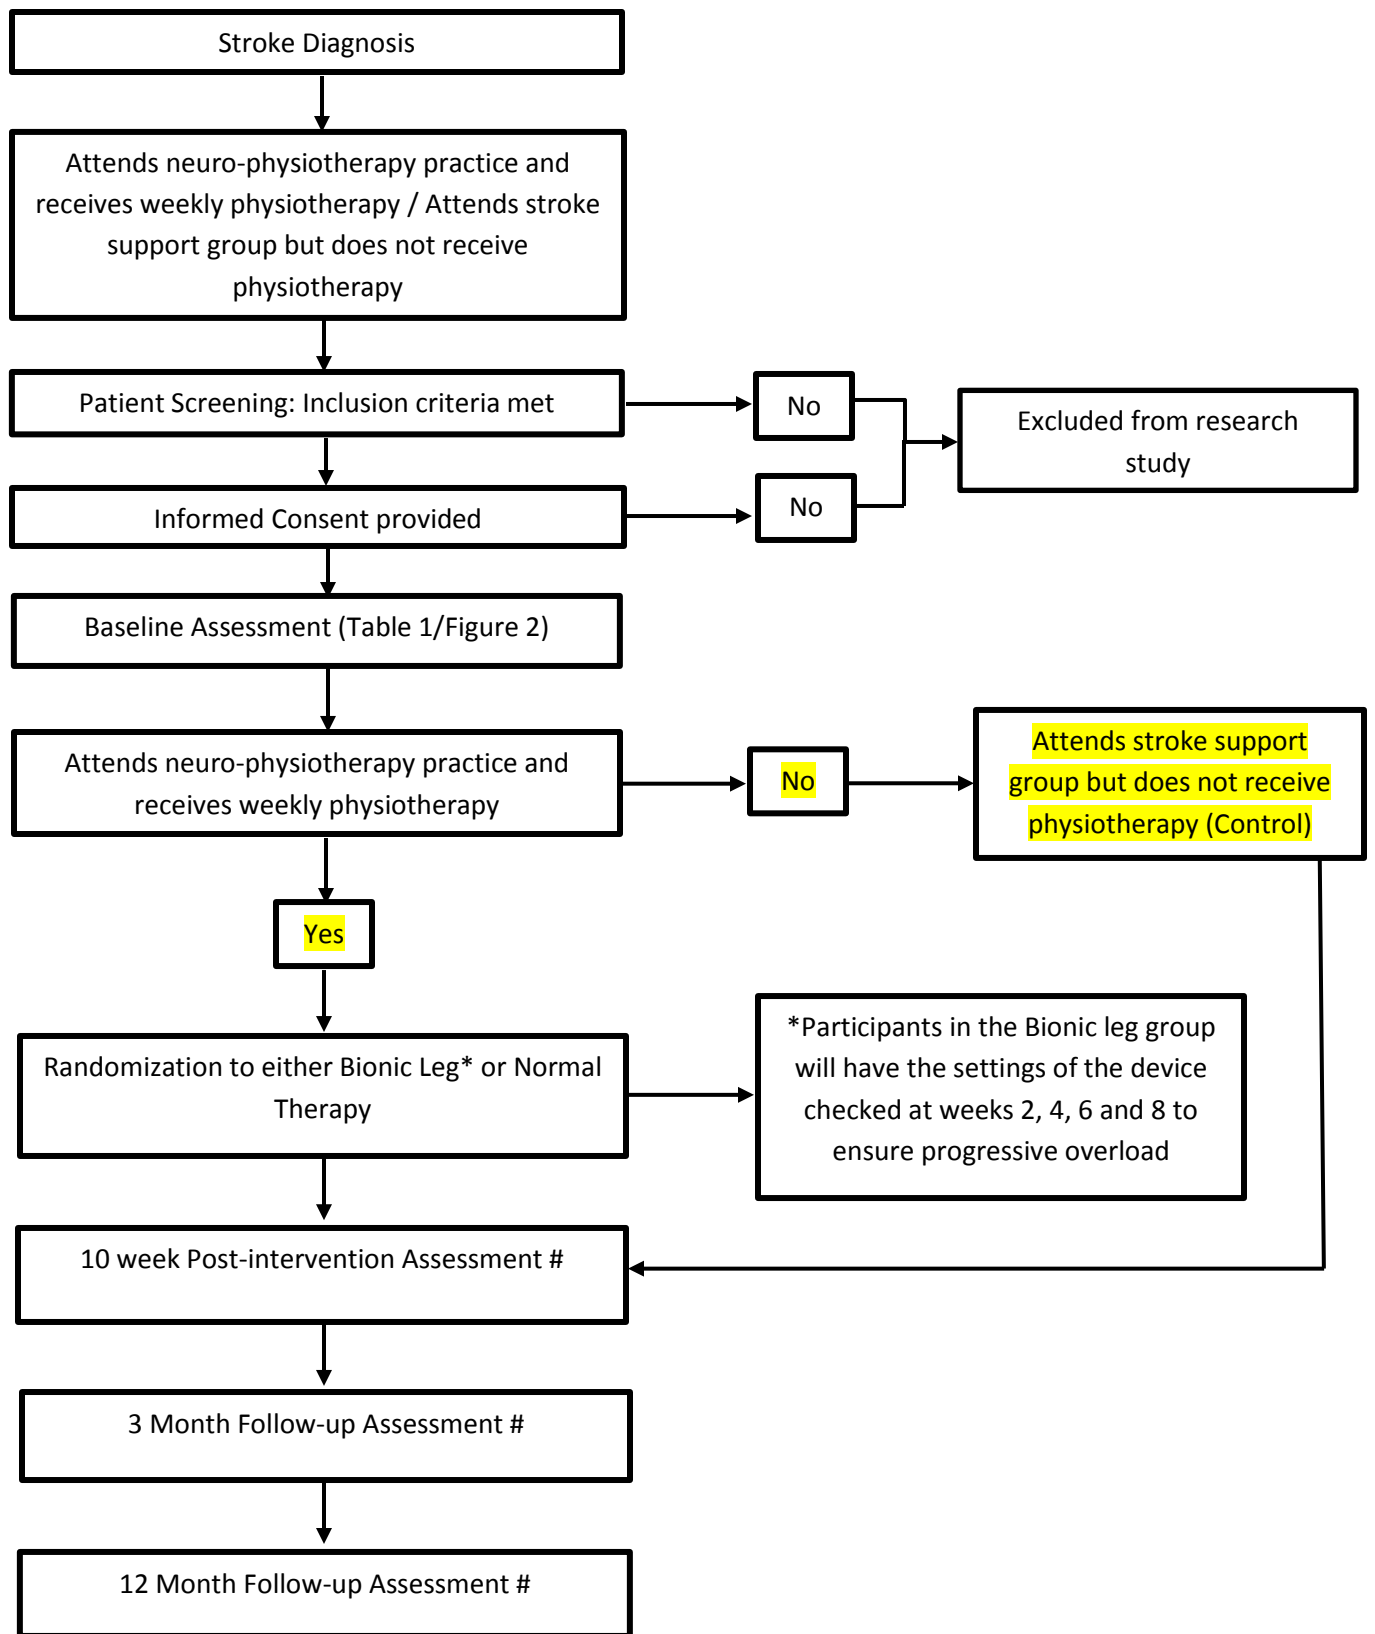 Stroke Diagnosis
Attends neuro-physiotherapy practice and
receives weekly physiotherapy / Attends stroke
support group but does not receive
physiotherapy
Patient Screening: Inclusion criteria met
No
Excluded from research
study
Informed Consent provided
No
Baseline Assessment (Table 1/Figure 2)
Attends neuro-physiotherapy practice and
receives weekly physiotherapy
No
Attends stroke support
group but does not receive
physiotherapy (Control)
Yes
Randomization to either Bionic Leg* or Normal
Therapy
*Participants in the Bionic leg group
will have the settings of the device
checked at weeks 2, 4, 6 and 8 to
ensure progressive overload
10 week Post-intervention Assessment #
3 Month Follow-up Assessment #
12 Month Follow-up Assessment #